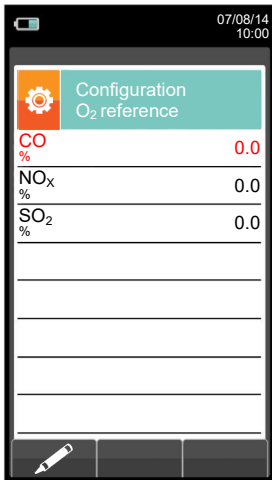 07/08/14
10:00
Configuration
O₂ reference
CO
% 0.0
NOX
% 0.0
SO₂
% 0.0